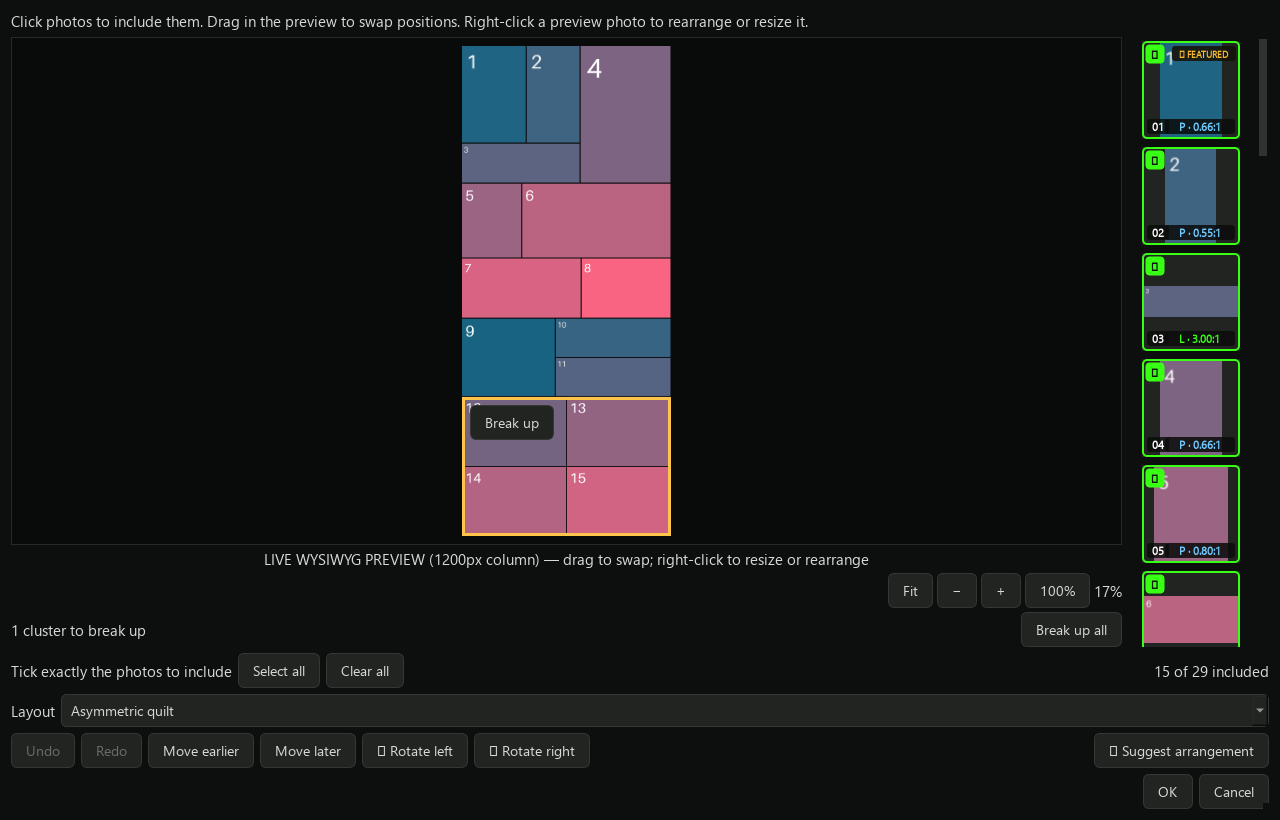 Click photos to include them. Drag in the preview to swap positions. Right-click a preview photo to rearrange or resize it.
1
2
4
3
5
6
7
8
9
10
11
Break up
13
14
15
LIVE WYSIWYG PREVIEW (1200px column) — drag to swap; right-click to resize or rearrange
Fit − + 100% 17%
1 cluster to break up
Break up all
Tick exactly the photos to include Select all Clear all
15 of 29 included
Layout Asymmetric quilt
Undo Redo Move earlier Move later Rotate left Rotate right
Suggest arrangement
OK Cancel
1 FEATURED
01 P · 0.66:1
2
02 P · 0.55:1
3
03 L · 3.00:1
4
04 P · 0.66:1
5
05 P · 0.80:1
6